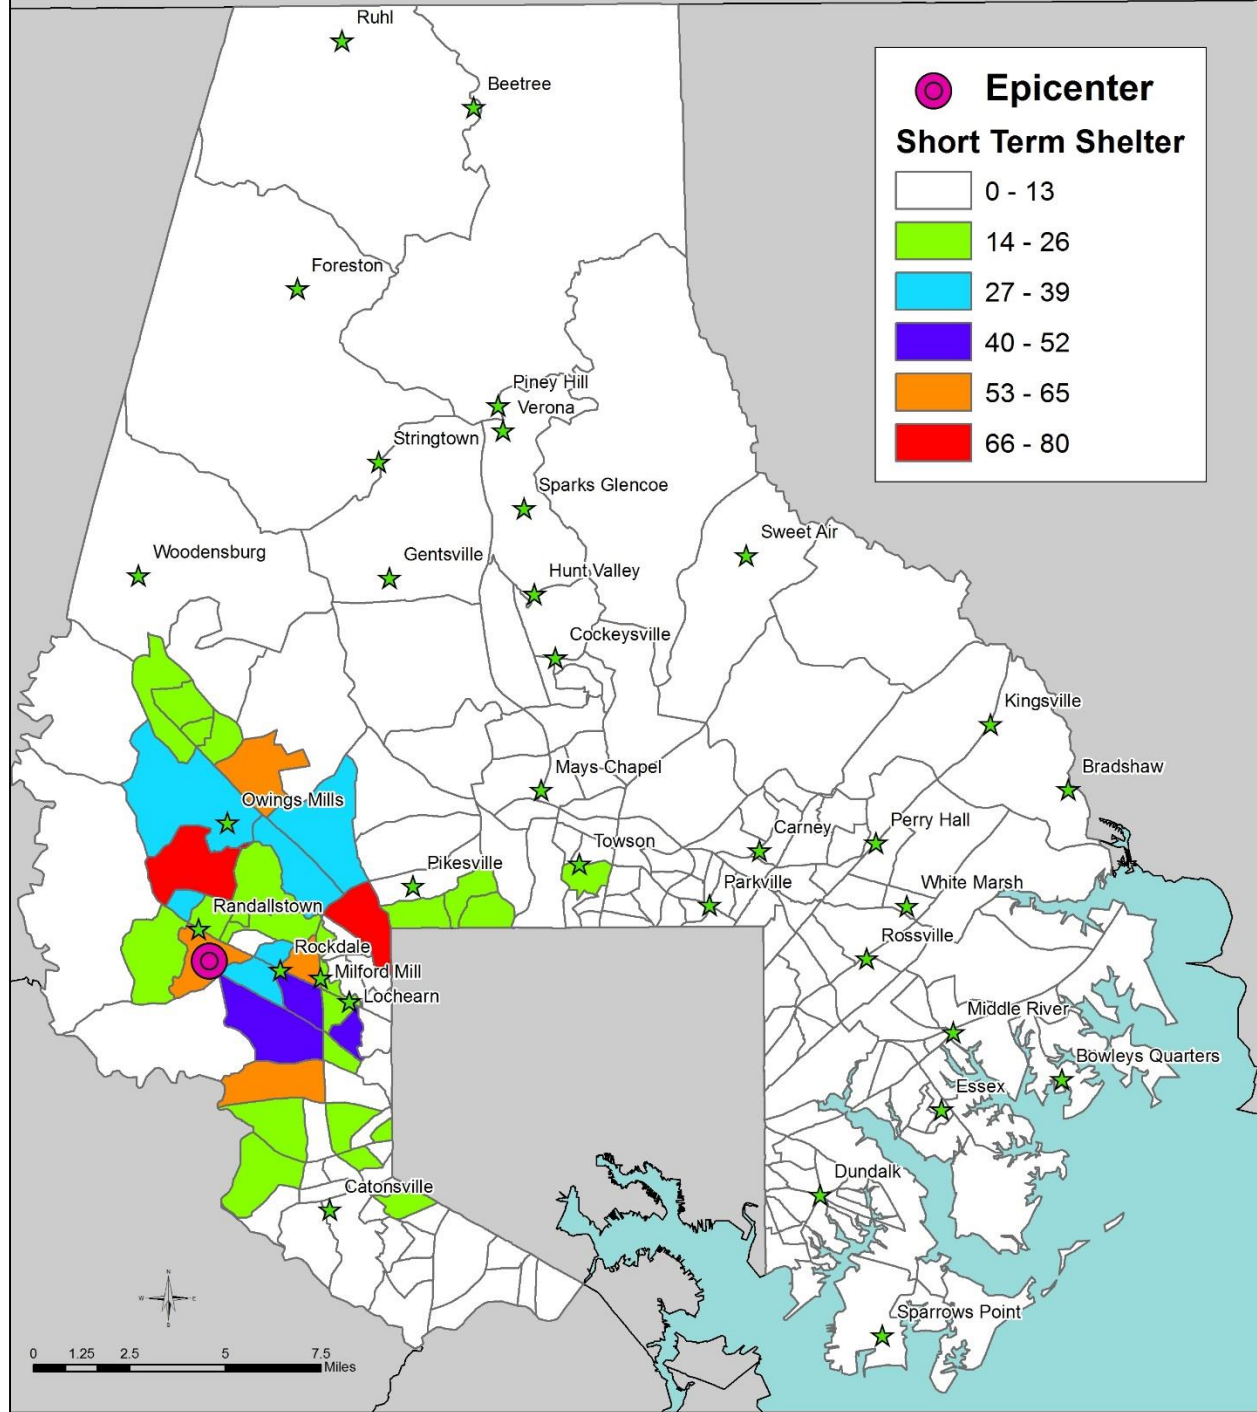 Ruhl
Beetree
Epicenter
Short Term Shelter
0 - 13
14 - 26
27 - 39
40 - 52
53 - 65
66 - 80
Foreston
Piney Hill
Verona
Stringtown
Sparks Glencoe
Sweet Air
Woodensburg
Gentsville
Hunt Valley
Cockeysville
Kingsville
Mays Chapel
Bradshaw
Owings Mills
Carney
Perry Hall
Towson
Pikesville
Parkville
White Marsh
Randallstown
Rockdale
Rossville
Milford Mill
Lochearn
Middle River
Bowleys Quarters
Essex
Dundalk
Catonsville
N
W E
S
Sparrows Point
0 1.25 2.5 5 7.5
Miles